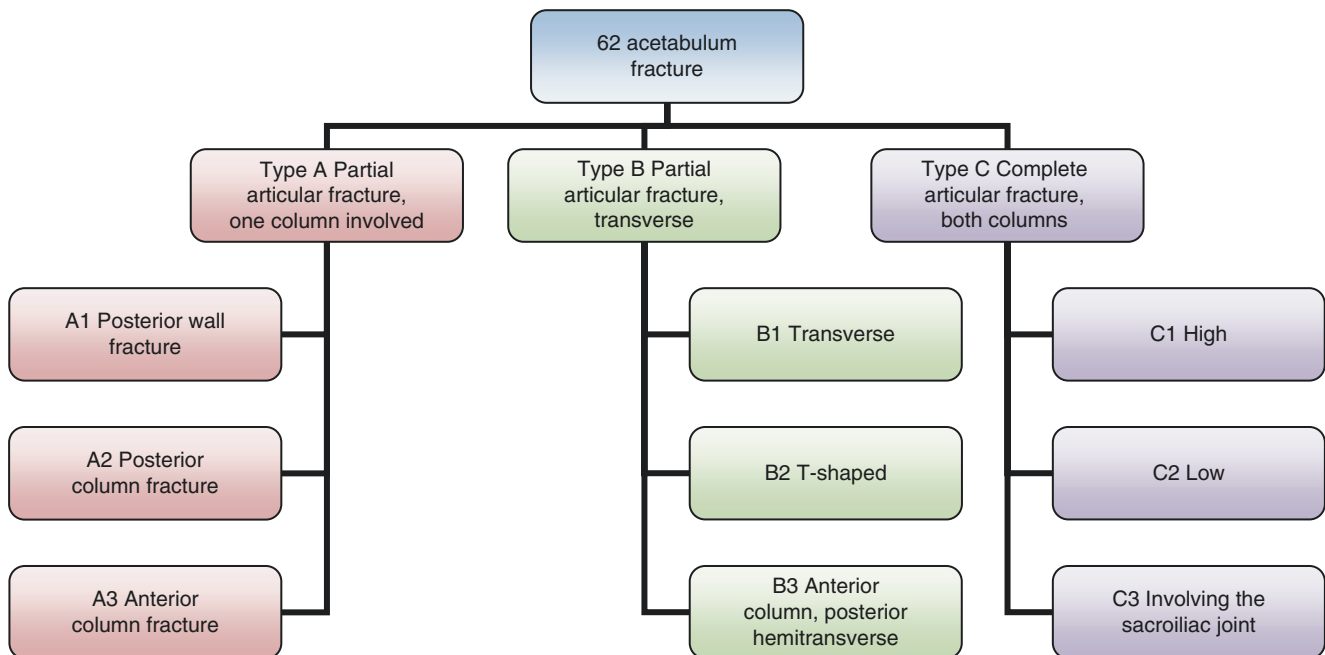 62 acetabulum
fracture
Type A Partial
articular fracture,
one column involved
Type B Partial
articular fracture,
transverse
Type C Complete
articular fracture,
both columns
A1 Posterior wall
fracture
B1 Transverse
C1 High
A2 Posterior
column fracture
B2 T-shaped
C2 Low
A3 Anterior
column fracture
B3 Anterior
column, posterior
hemitransverse
C3 Involving the
sacroiliac joint